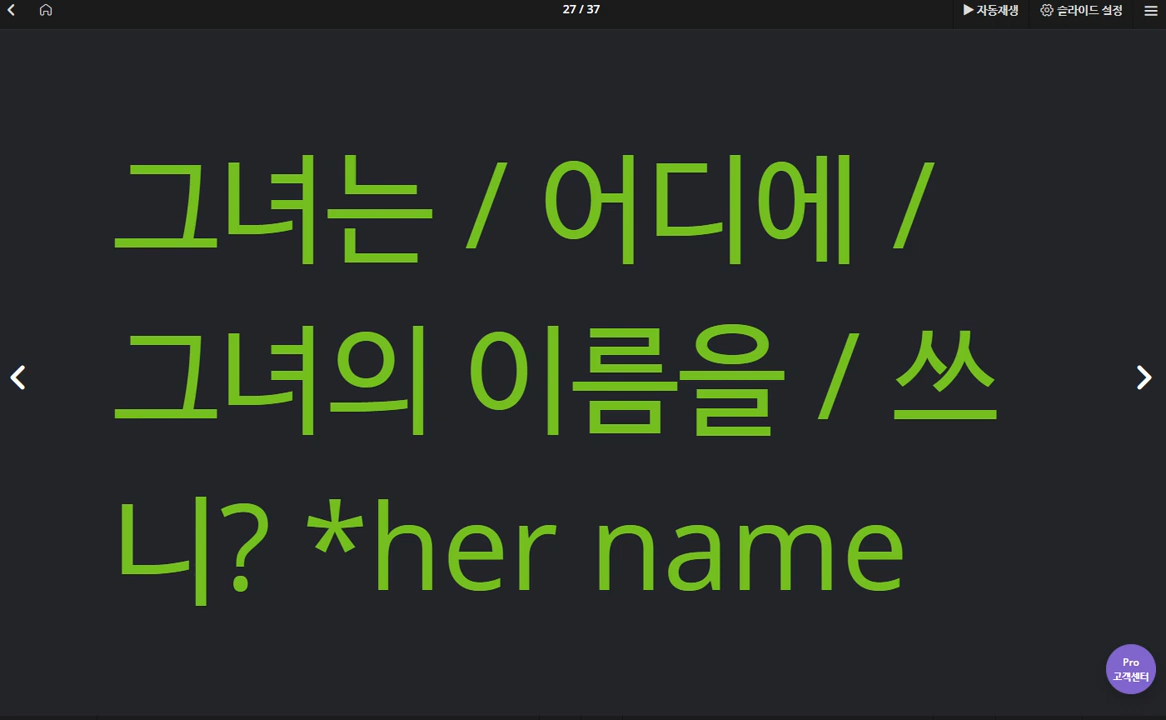 27 / 37
▶ 자동재생
슬라이드 설정
그녀는 / 어디에 /
그녀의 이름을 / 쓰
니? *her name
Pro
고객센터